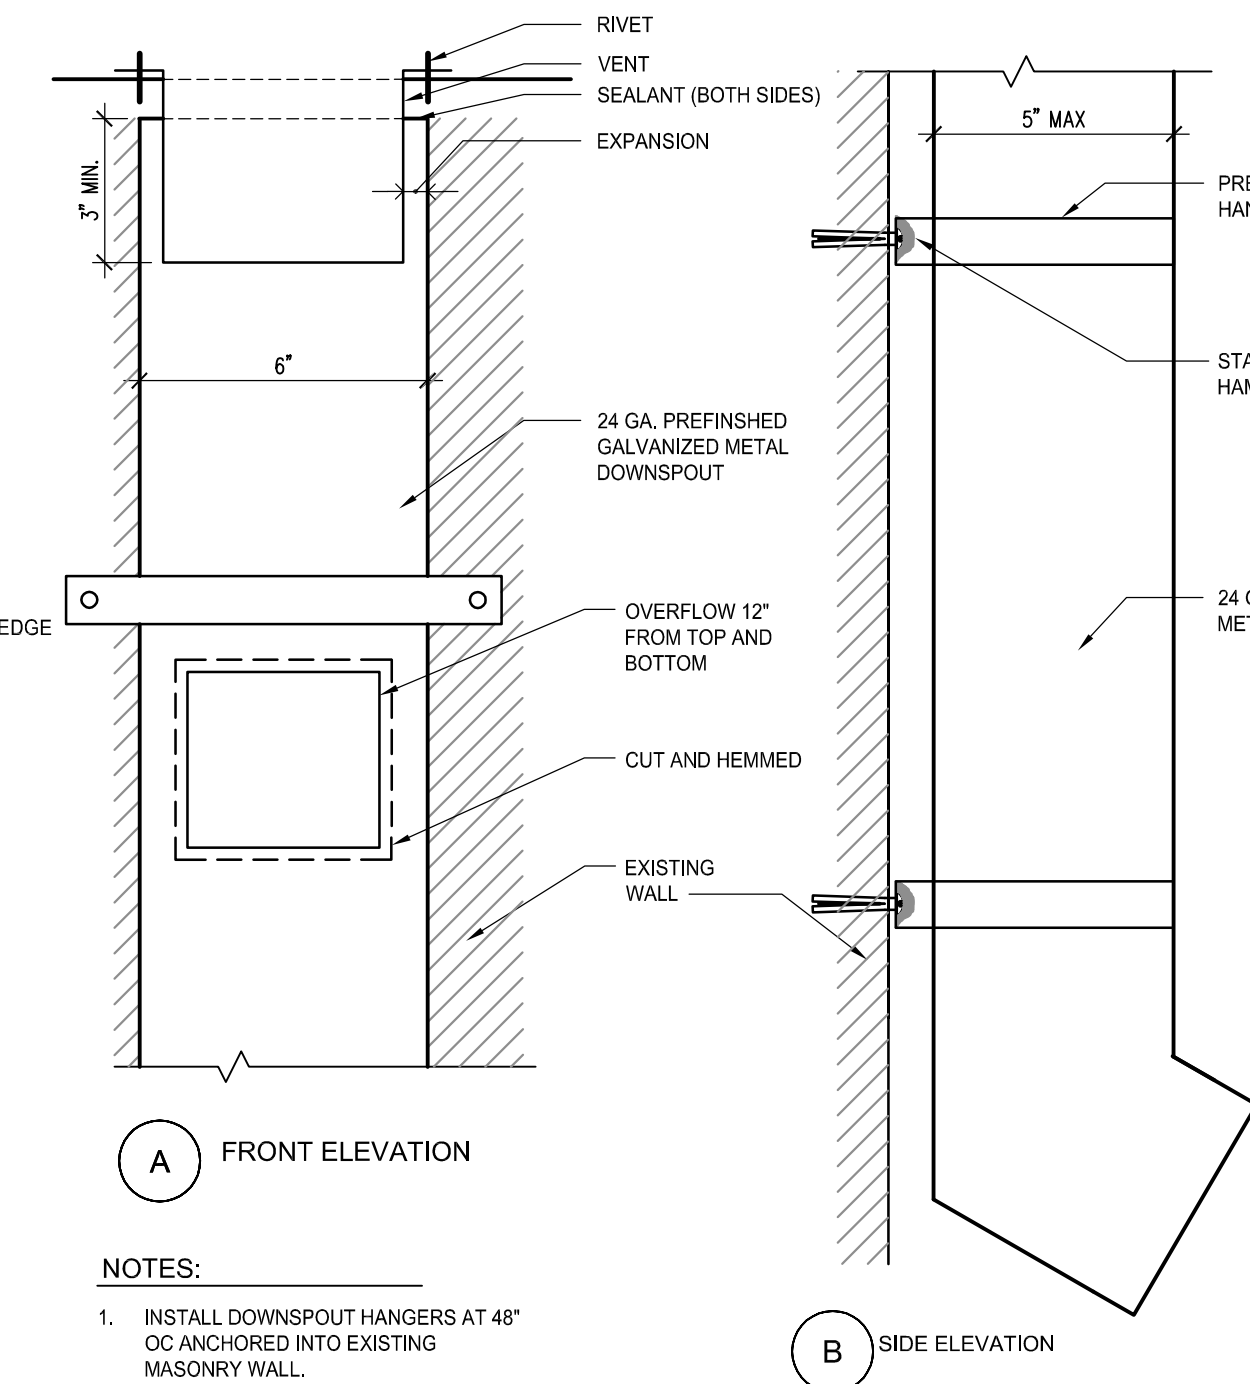 RIVET
VENT
SEALANT (BOTH SIDES)
EXPANSION
3" MIN.
6"
24 GA. PREFINSHED
GALVANIZED METAL
DOWNSPOUT
EDGE
OVERFLOW 12"
FROM TOP AND
BOTTOM
CUT AND HEMMED
EXISTING
WALL
A
FRONT ELEVATION
NOTES:
1. INSTALL DOWNSPOUT HANGERS AT 48"
OC ANCHORED INTO EXISTING
MASONRY WALL.
5" MAX
B
SIDE ELEVATION